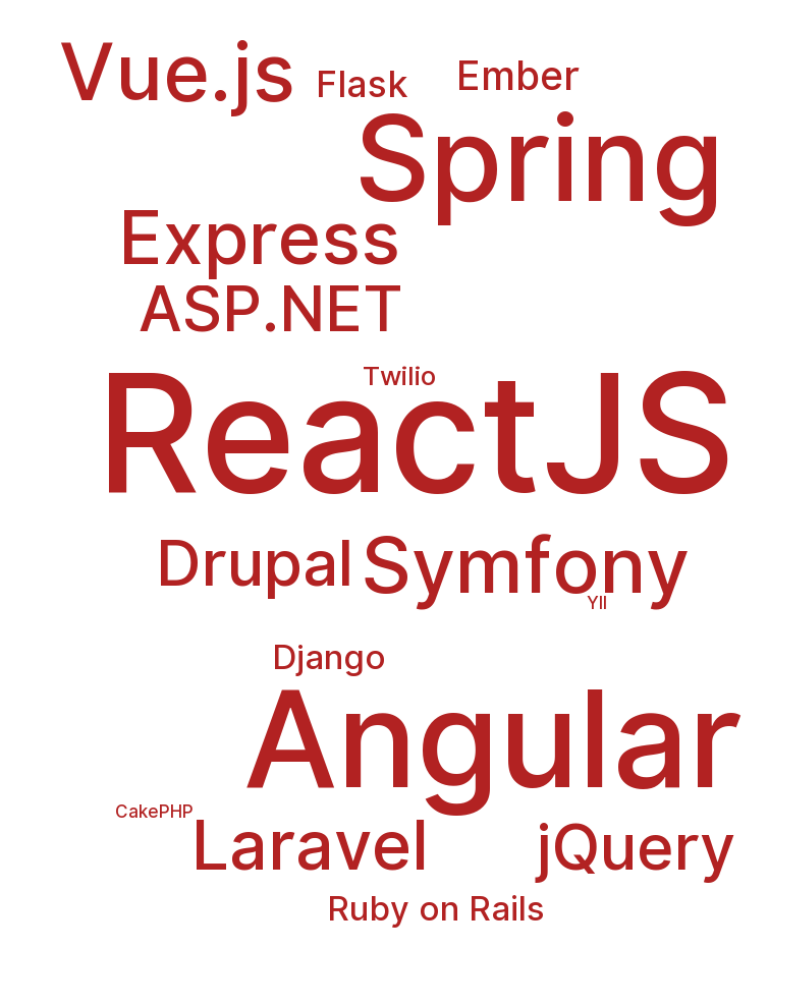 Vue.js
Flask
Ember
Spring
Express
ASP.NET
Twilio
ReactJS
Drupal
Symfony
YII
Django
Angular
CakePHP
Laravel
jQuery
Ruby on Rails